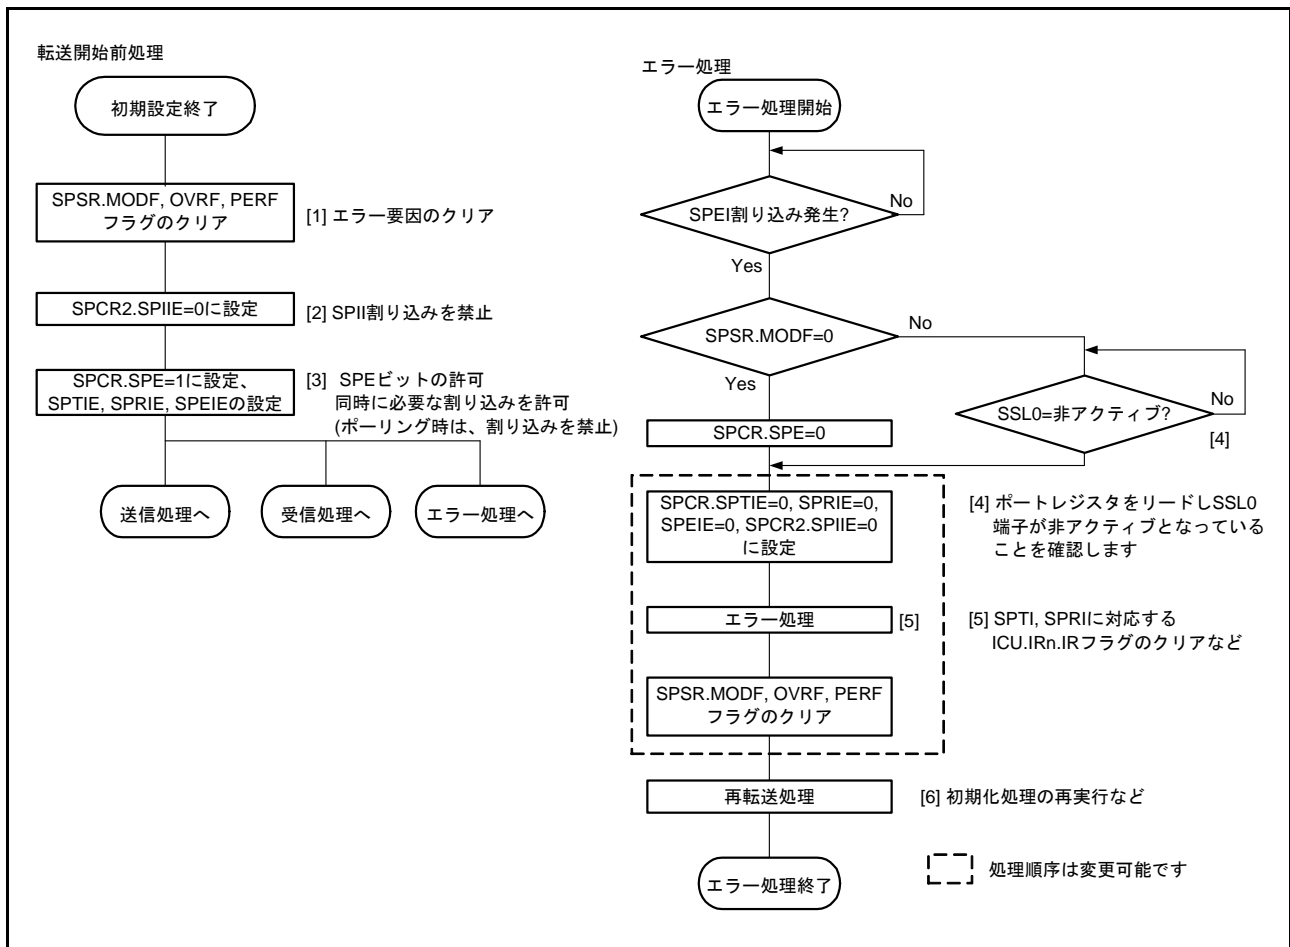 転送開始前処理
初期設定終了
SPSR.MODF, OVRF, PERF
フラグのクリア
[1] エラー要因のクリア
SPCR2.SPIIE=0に設定
[2] SPII割り込みを禁止
SPCR.SPE=1に設定、
SPTIE, SPRIE, SPEIEの設定
[3] SPEビットの許可
同時に必要な割り込みを許可
(ポーリング時は、割り込みを禁止)
送信処理へ
受信処理へ
エラー処理へ
エラー処理
エラー処理開始
SPEI割り込み発生?
No
Yes
SPSR.MODF=0
No
Yes
SSL0=非アクティブ?
No
[4]
SPCR.SPE=0
SPCR.SPTIE=0, SPRIE=0,
SPEIE=0, SPCR2.SPIIE=0
に設定
[4] ポートレジスタをリードしSSL0
端子が非アクティブとなっている
ことを確認します
エラー処理
[5]
[5] SPTI, SPRIに対応する
ICU.IRn.IRフラグのクリアなど
SPSR.MODF, OVRF, PERF
フラグのクリア
再転送処理
[6] 初期化処理の再実行など
エラー処理終了
処理順序は変更可能です